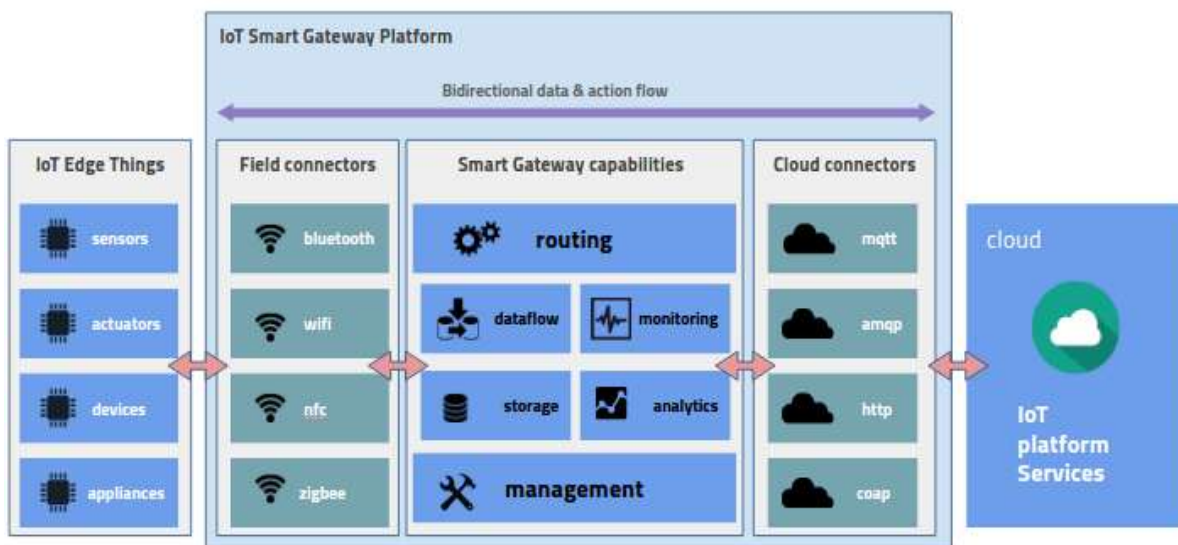 IoT Smart Gateway Platform
Bidirectional data & action flow
IoT Edge Things
sensors
actuators
devices
appliances
Field connectors
bluetooth
wifi
nfc
zigbee
Smart Gateway capabilities
routing
dataflow
monitoring
storage
analytics
management
Cloud connectors
mqtt
amqp
http
coap
cloud
IoT
platform
Services